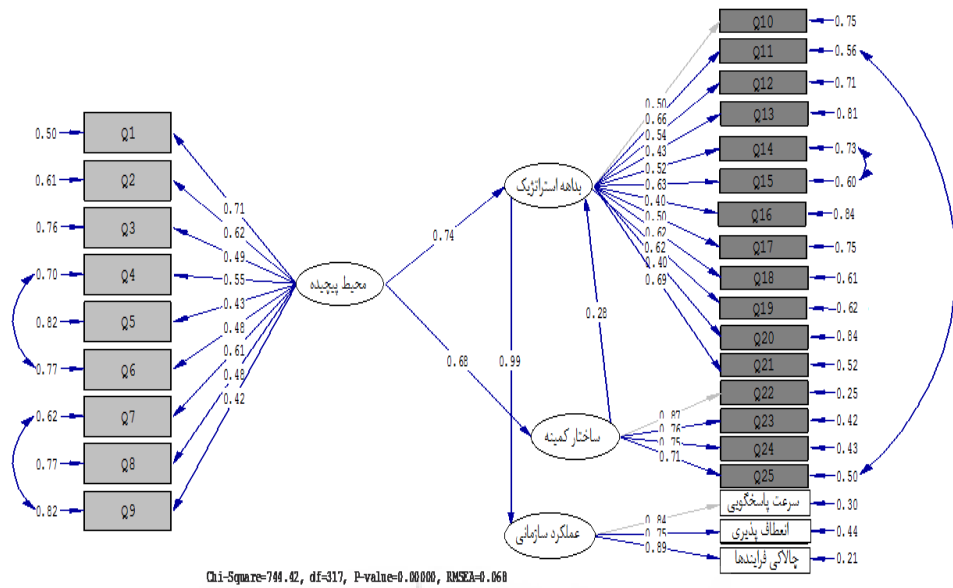 0.50 Q1
0.61 Q2
0.76 Q3
0.70 Q4
0.82 Q5
0.77 Q6
0.62 Q7
0.77 Q8
0.82 Q9
0.71
0.62
0.49
0.55
0.43
0.48
0.61
0.48
0.42
محیط پیچیده
0.74
0.68
بداهه استراتژیک
0.28
0.99
ساختار کمینه
عملکرد سازمانی
0.50
0.66
0.54
0.43
0.52
0.63
0.40
0.50
0.62
0.62
0.40
0.69
0.87
0.76
0.75
0.71
0.84
0.75
0.89
Q10 0.75
Q11 0.56
Q12 0.71
Q13 0.81
Q14 0.73
Q15 0.60
Q16 0.84
Q17 0.75
Q18 0.61
Q19 0.62
Q20 0.84
Q21 0.52
Q22 0.25
Q23 0.42
Q24 0.43
Q25 0.50
سرعت پاسخگویی 0.30
انعطاف پذیری 0.44
چالاکی فرایندها 0.21
Chi-Square=744.42, df=317, P-value=0.00000, RMSEA=0.068